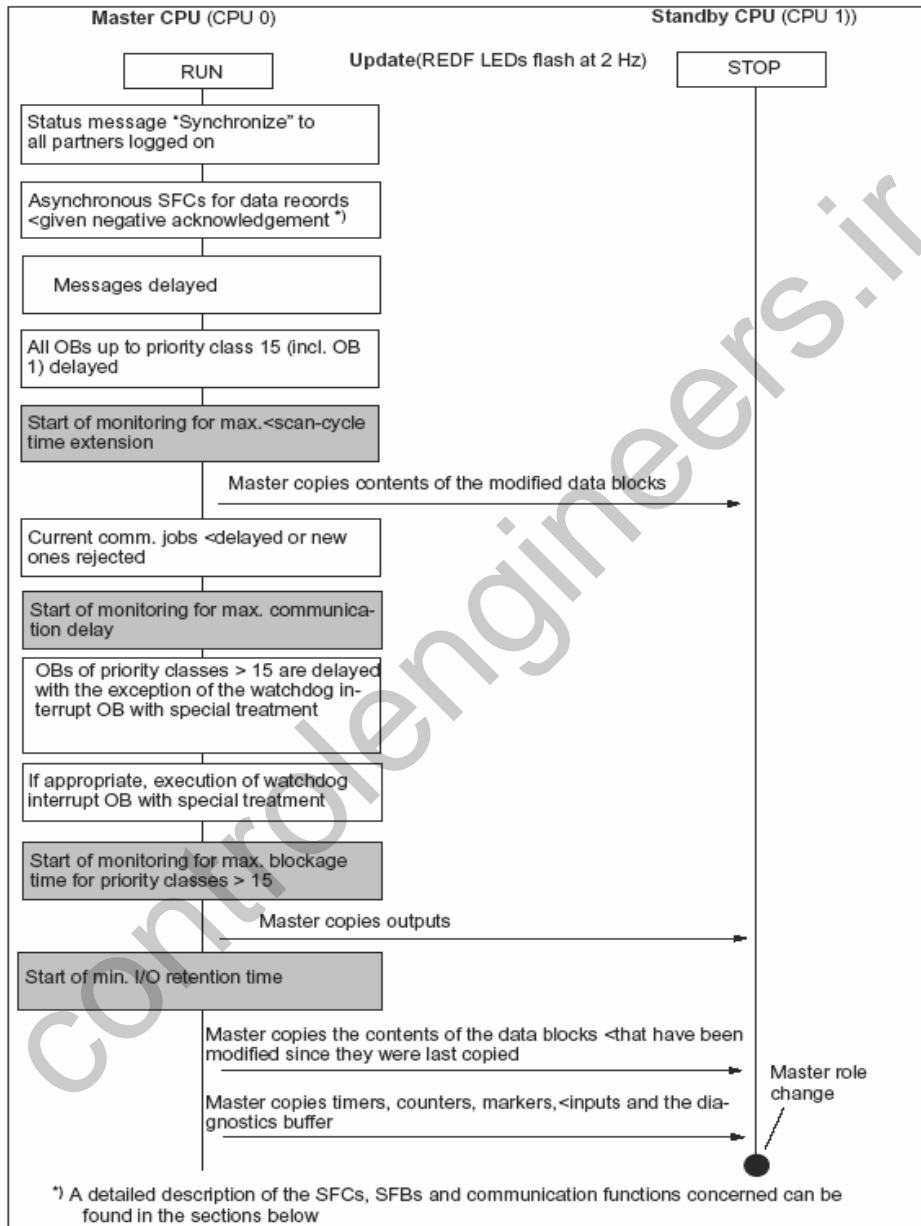 Master CPU (CPU 0)
Standby CPU (CPU 1))
Update(REDF LEDs flash at 2 Hz)
RUN
STOP
Status message "Synchronize" to
all partners logged on
Asynchronous SFCs for data records
<given negative acknowledgement *)
Messages delayed
All OBs up to priority class 15 (incl. OB
1) delayed
Start of monitoring for max.<scan-cycle
time extension
Master copies contents of the modified data blocks
Current comm. jobs <delayed or new
ones rejected
Start of monitoring for max. communica-
tion delay
OBs of priority classes > 15 are delayed
with the exception of the watchdog in-
terrupt OB with special treatment
If appropriate, execution of watchdog
interrupt OB with special treatment
Start of monitoring for max. blockage
time for priority classes > 15
Master copies outputs
Start of min. I/O retention time
Master copies the contents of the data blocks <that have been
modified since they were last copied
Master role
change
Master copies timers, counters, markers,<inputs and the dia-
gnostics buffer
*) A detailed description of the SFCs, SFBs and communication functions concerned can be
found in the sections below
controlengineers.ir